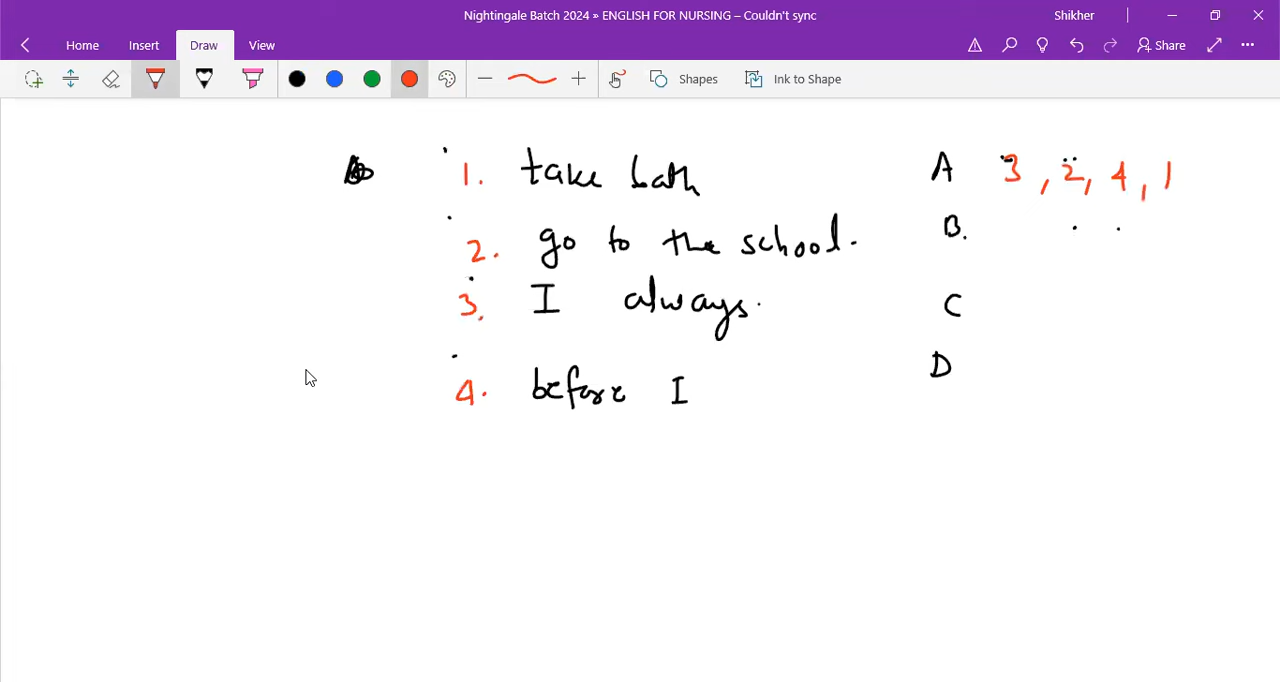 Nightingale Batch 2024 » ENGLISH FOR NURSING – Couldn't sync
Shikher
Home Insert Draw View
Share
Shapes Ink to Shape
1. take bath
2. go to the school.
3. I always.
4. before I
A 3, 2, 4, 1
B.
C
D